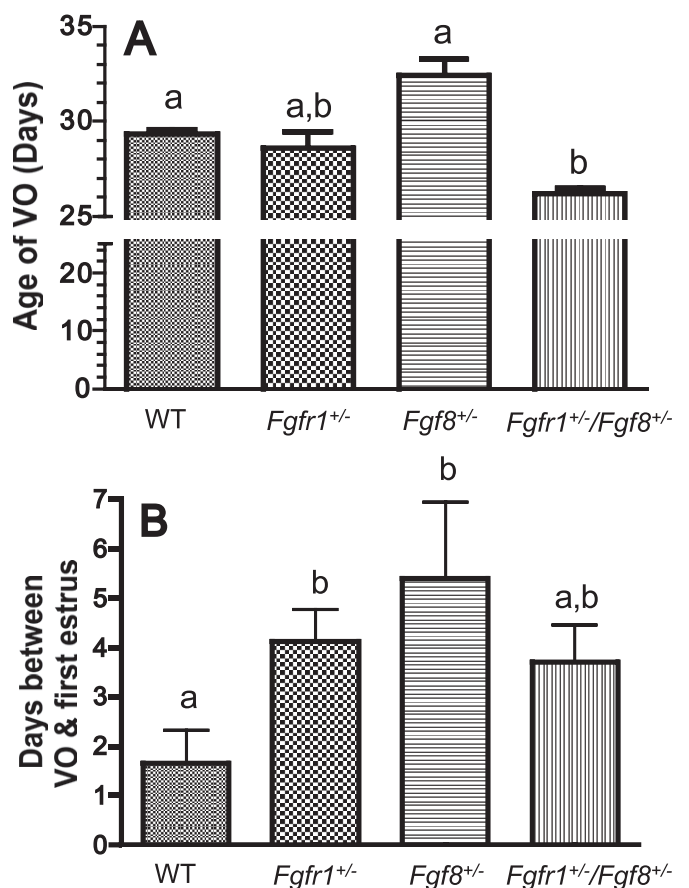 A
Age of VO (Days)
35
30
25
20
10
0
a
a,b
a
b
WT
Fgfr1+/-
Fgf8+/-
Fgfr1+/-/Fgf8+/-
B
Days between
VO & first estrus
7
6
5
4
3
2
1
0
a
b
b
a,b
WT
Fgfr1+/-
Fgf8+/-
Fgfr1+/-/Fgf8+/-